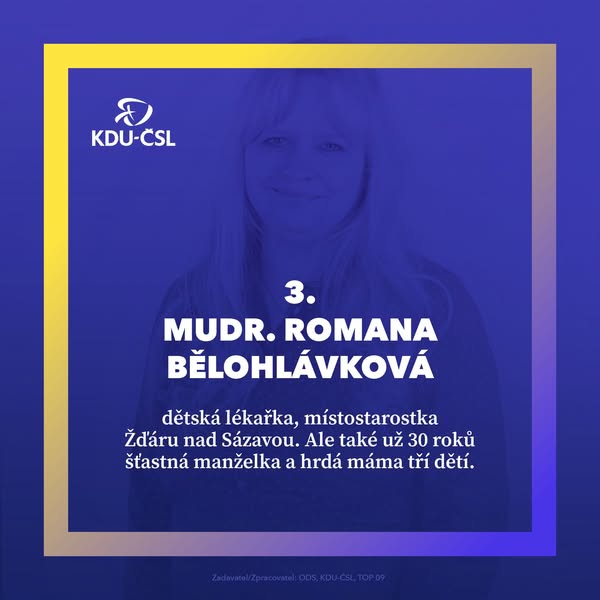 KDU-ČSL
3.
MUDR. ROMANA
BĚLOHLÁVKOVÁ
dětská lékařka, místostarostka
Žďáru nad Sázavou. Ale také už 30 roků
šťastná manželka a hrdá máma tří dětí.
Zadavatel/Zpracovatel: ODS, KDU-ČSL, TOP 09